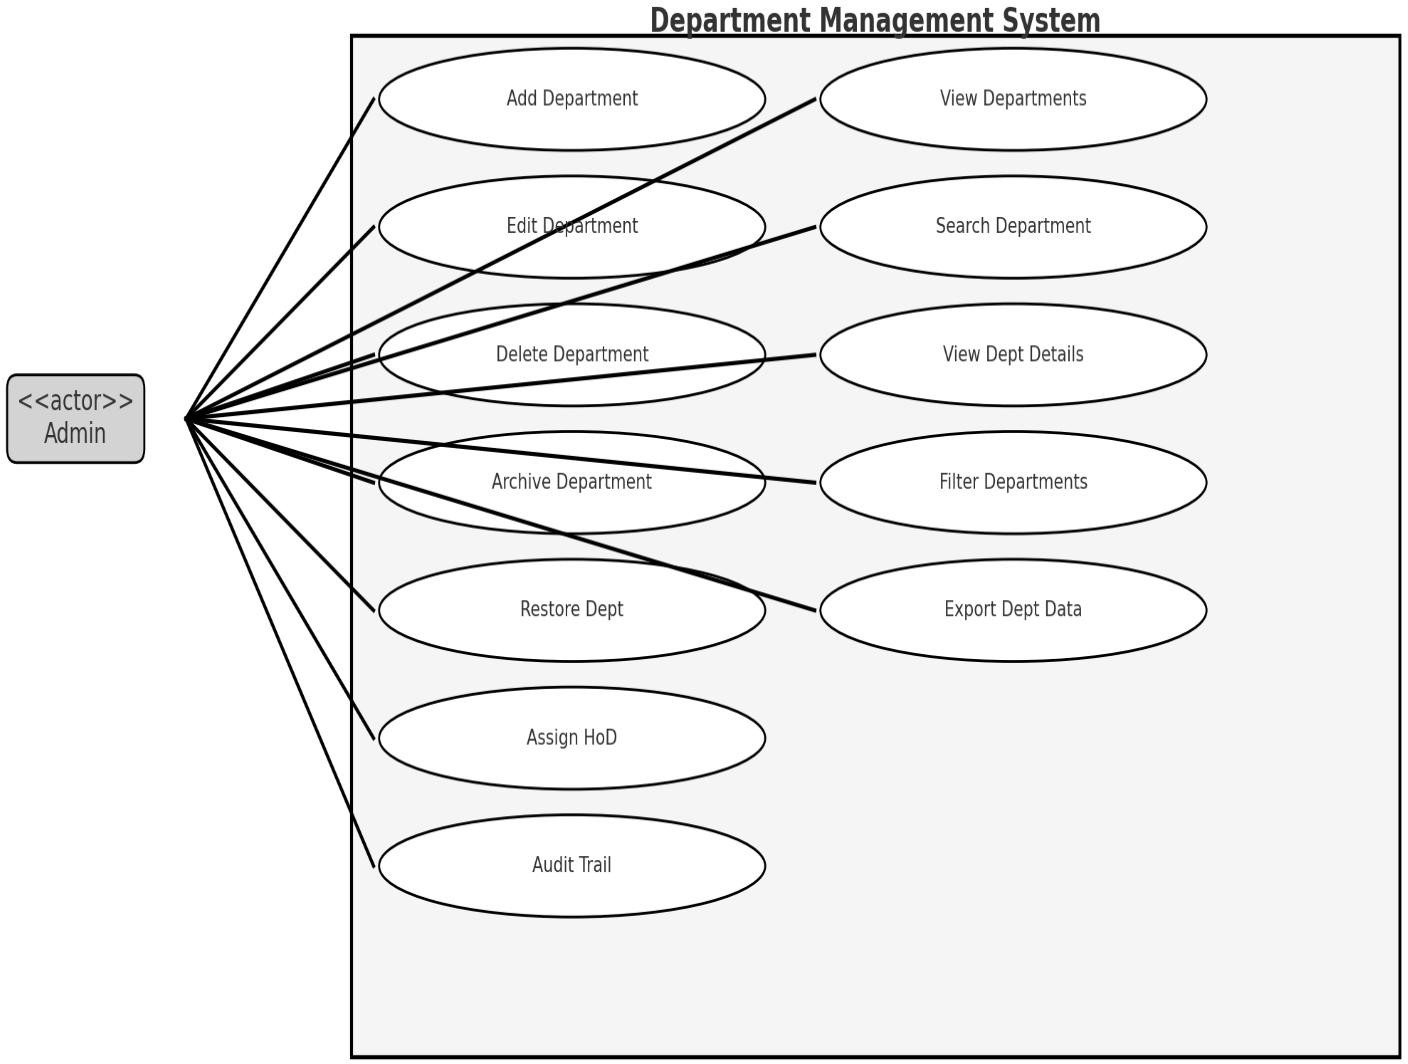 Department Management System
Add Department
View Departments
Edit Department
Search Department
Delete Department
View Dept Details
<<actor>>
Admin
Archive Department
Filter Departments
Restore Dept
Export Dept Data
Assign HoD
Audit Trail